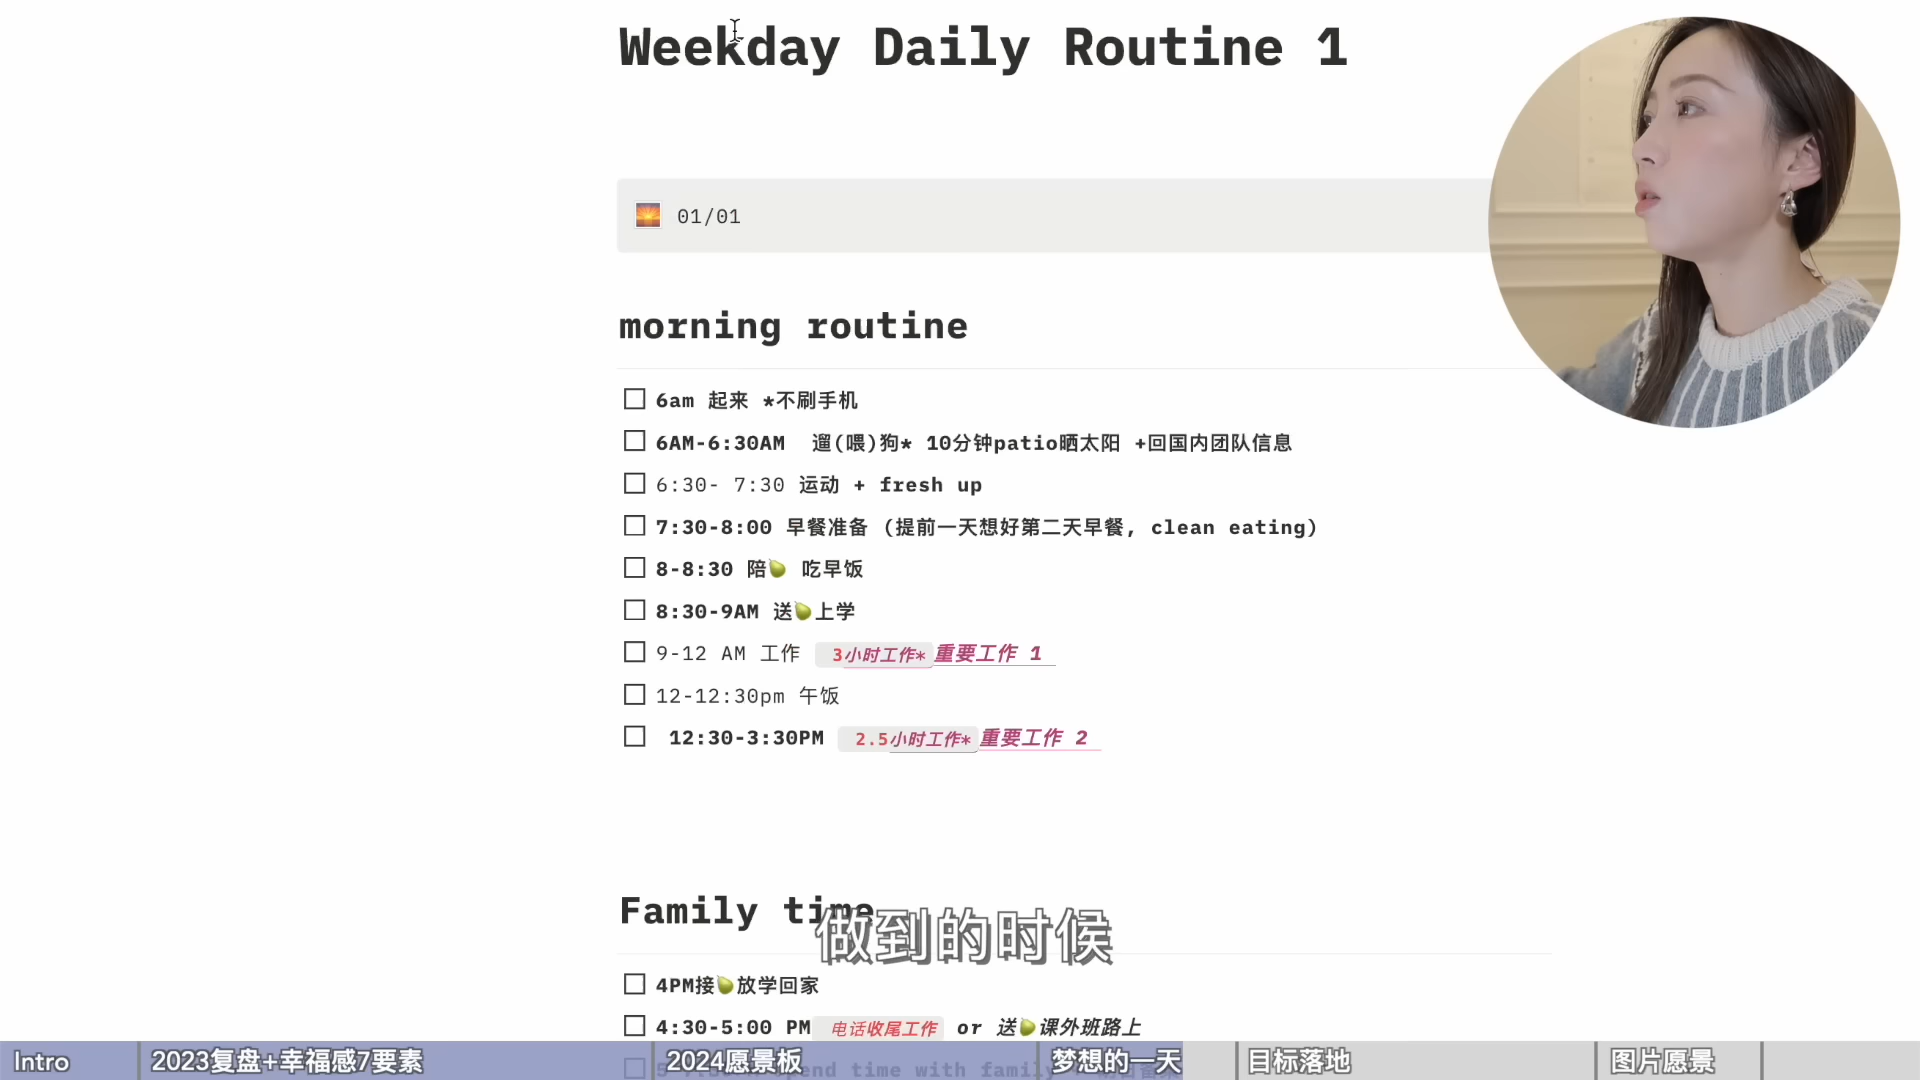 Weekday Daily Routine 1
01/01
morning routine
6am 起来 *不刷手机
6AM-6:30AM 遛(喂)狗* 10分钟patio晒太阳 +回国内团队信息
6:30- 7:30 运动 + fresh up
7:30-8:00 早餐准备 (提前一天想好第二天早餐, clean eating)
8-8:30 陪🍐 吃早饭
8:30-9AM 送🍐上学
9-12 AM 工作 3小时工作* 重要工作 1
12-12:30pm 午饭
12:30-3:30PM 2.5小时工作* 重要工作 2
Family time
做到的时候
4PM接🍐放学回家
4:30-5:00 PM 电话收尾工作 or 送🍐课外班路上
spend time with family
Intro
2023复盘+幸福感7要素
2024愿景板
梦想的一天
目标落地
图片愿景